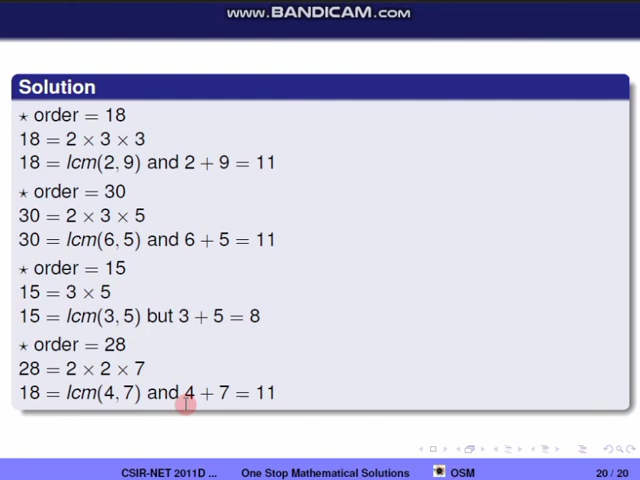 www.BANDICAM.com
Solution
⋆ order = 18
18 = 2 × 3 × 3
18 = lcm(2, 9) and 2 + 9 = 11
⋆ order = 30
30 = 2 × 3 × 5
30 = lcm(6, 5) and 6 + 5 = 11
⋆ order = 15
15 = 3 × 5
15 = lcm(3, 5) but 3 + 5 = 8
⋆ order = 28
28 = 2 × 2 × 7
18 = lcm(4, 7) and 4 + 7 = 11
CSIR-NET 2011D ... One Stop Mathematical Solutions OSM 20 / 20